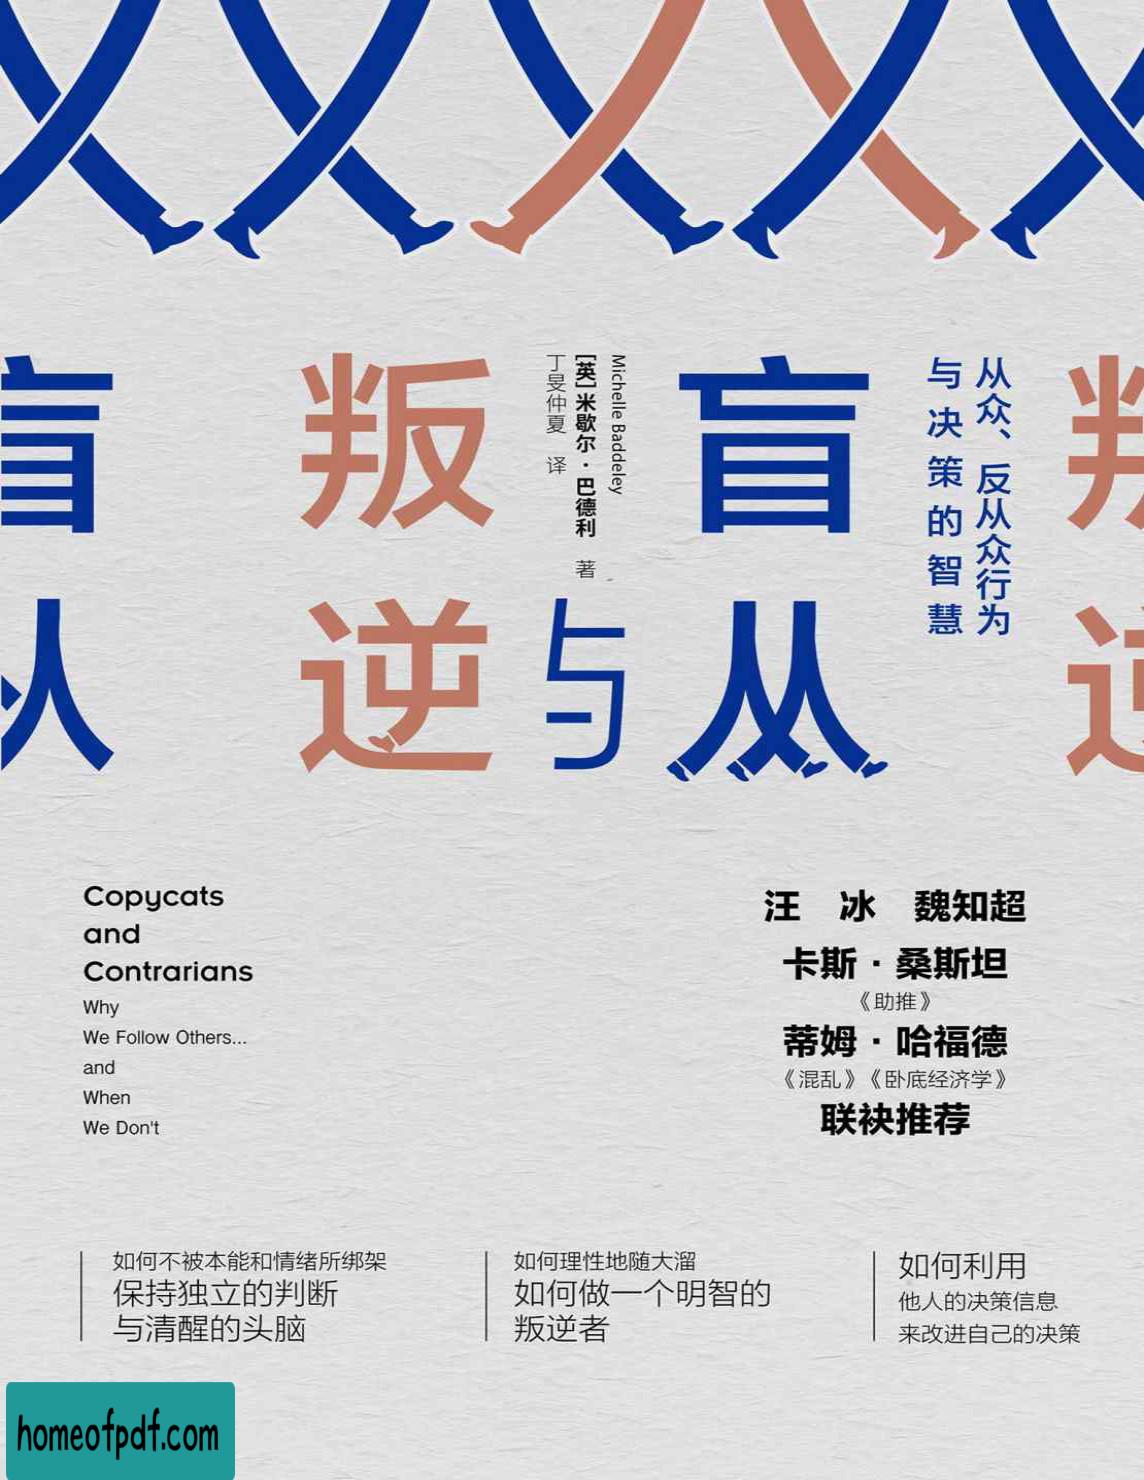 盲从
叛逆与盲从
叛逆
Michelle Baddeley
[英] 米歇尔·巴德利 著
丁旻仲夏 译
从众、反从众行为
与决策的智慧
Copycats
and
Contrarians
Why
We Follow Others...
and
When
We Don't
汪 冰 魏知超
卡斯·桑斯坦
《助推》
蒂姆·哈福德
《混乱》《卧底经济学》
联袂推荐
如何不被本能和情绪所绑架
保持独立的判断
与清醒的头脑
如何理性地随大溜
如何做一个明智的
叛逆者
如何利用
他人的决策信息
来改进自己的决策
homeofpdf.com